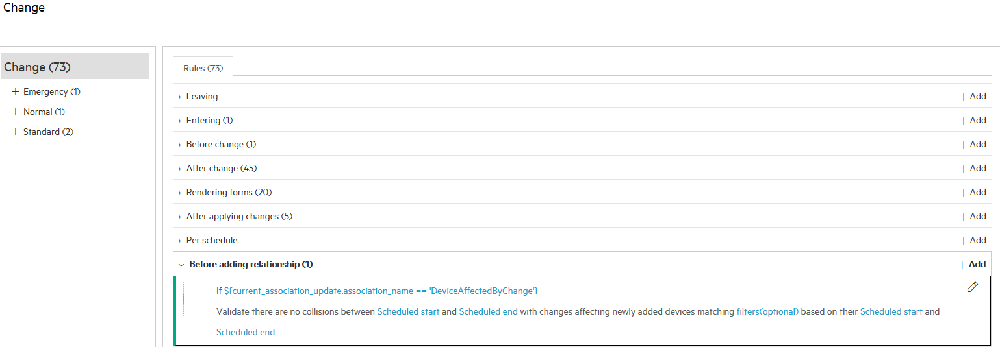 Change
Change (73)
+ Emergency (1)
+ Normal (1)
+ Standard (2)
Rules (73)
Leaving + Add
Entering (1) + Add
Before change (1) + Add
After change (45) + Add
Rendering forms (20) + Add
After applying changes (5) + Add
Per schedule + Add
Before adding relationship (1) + Add
If ${current_association_update.association_name == 'DeviceAffectedByChange'}
Validate there are no collisions between Scheduled start and Scheduled end with changes affecting newly added devices matching filters(optional) based on their Scheduled start and
Scheduled end